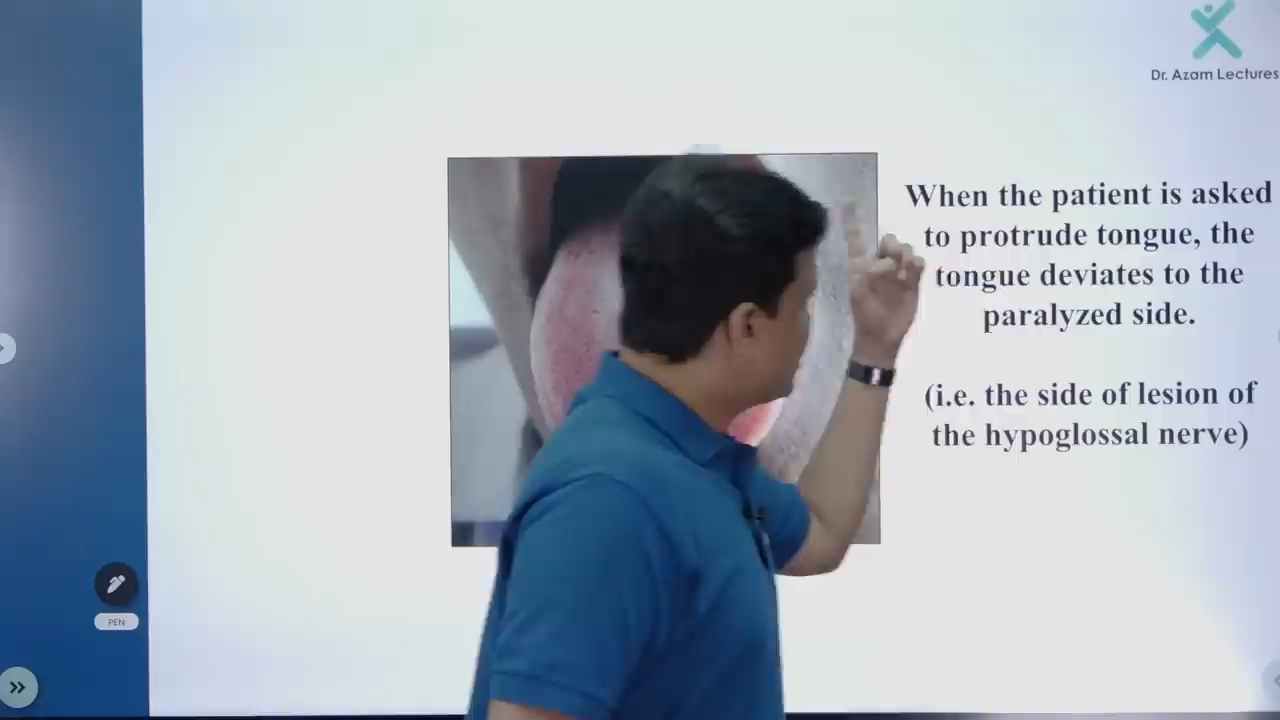 Dr. Azam Lectures
When the patient is asked
to protrude tongue, the
tongue deviates to the
paralyzed side.
(i.e. the side of lesion of
the hypoglossal nerve)
PEN